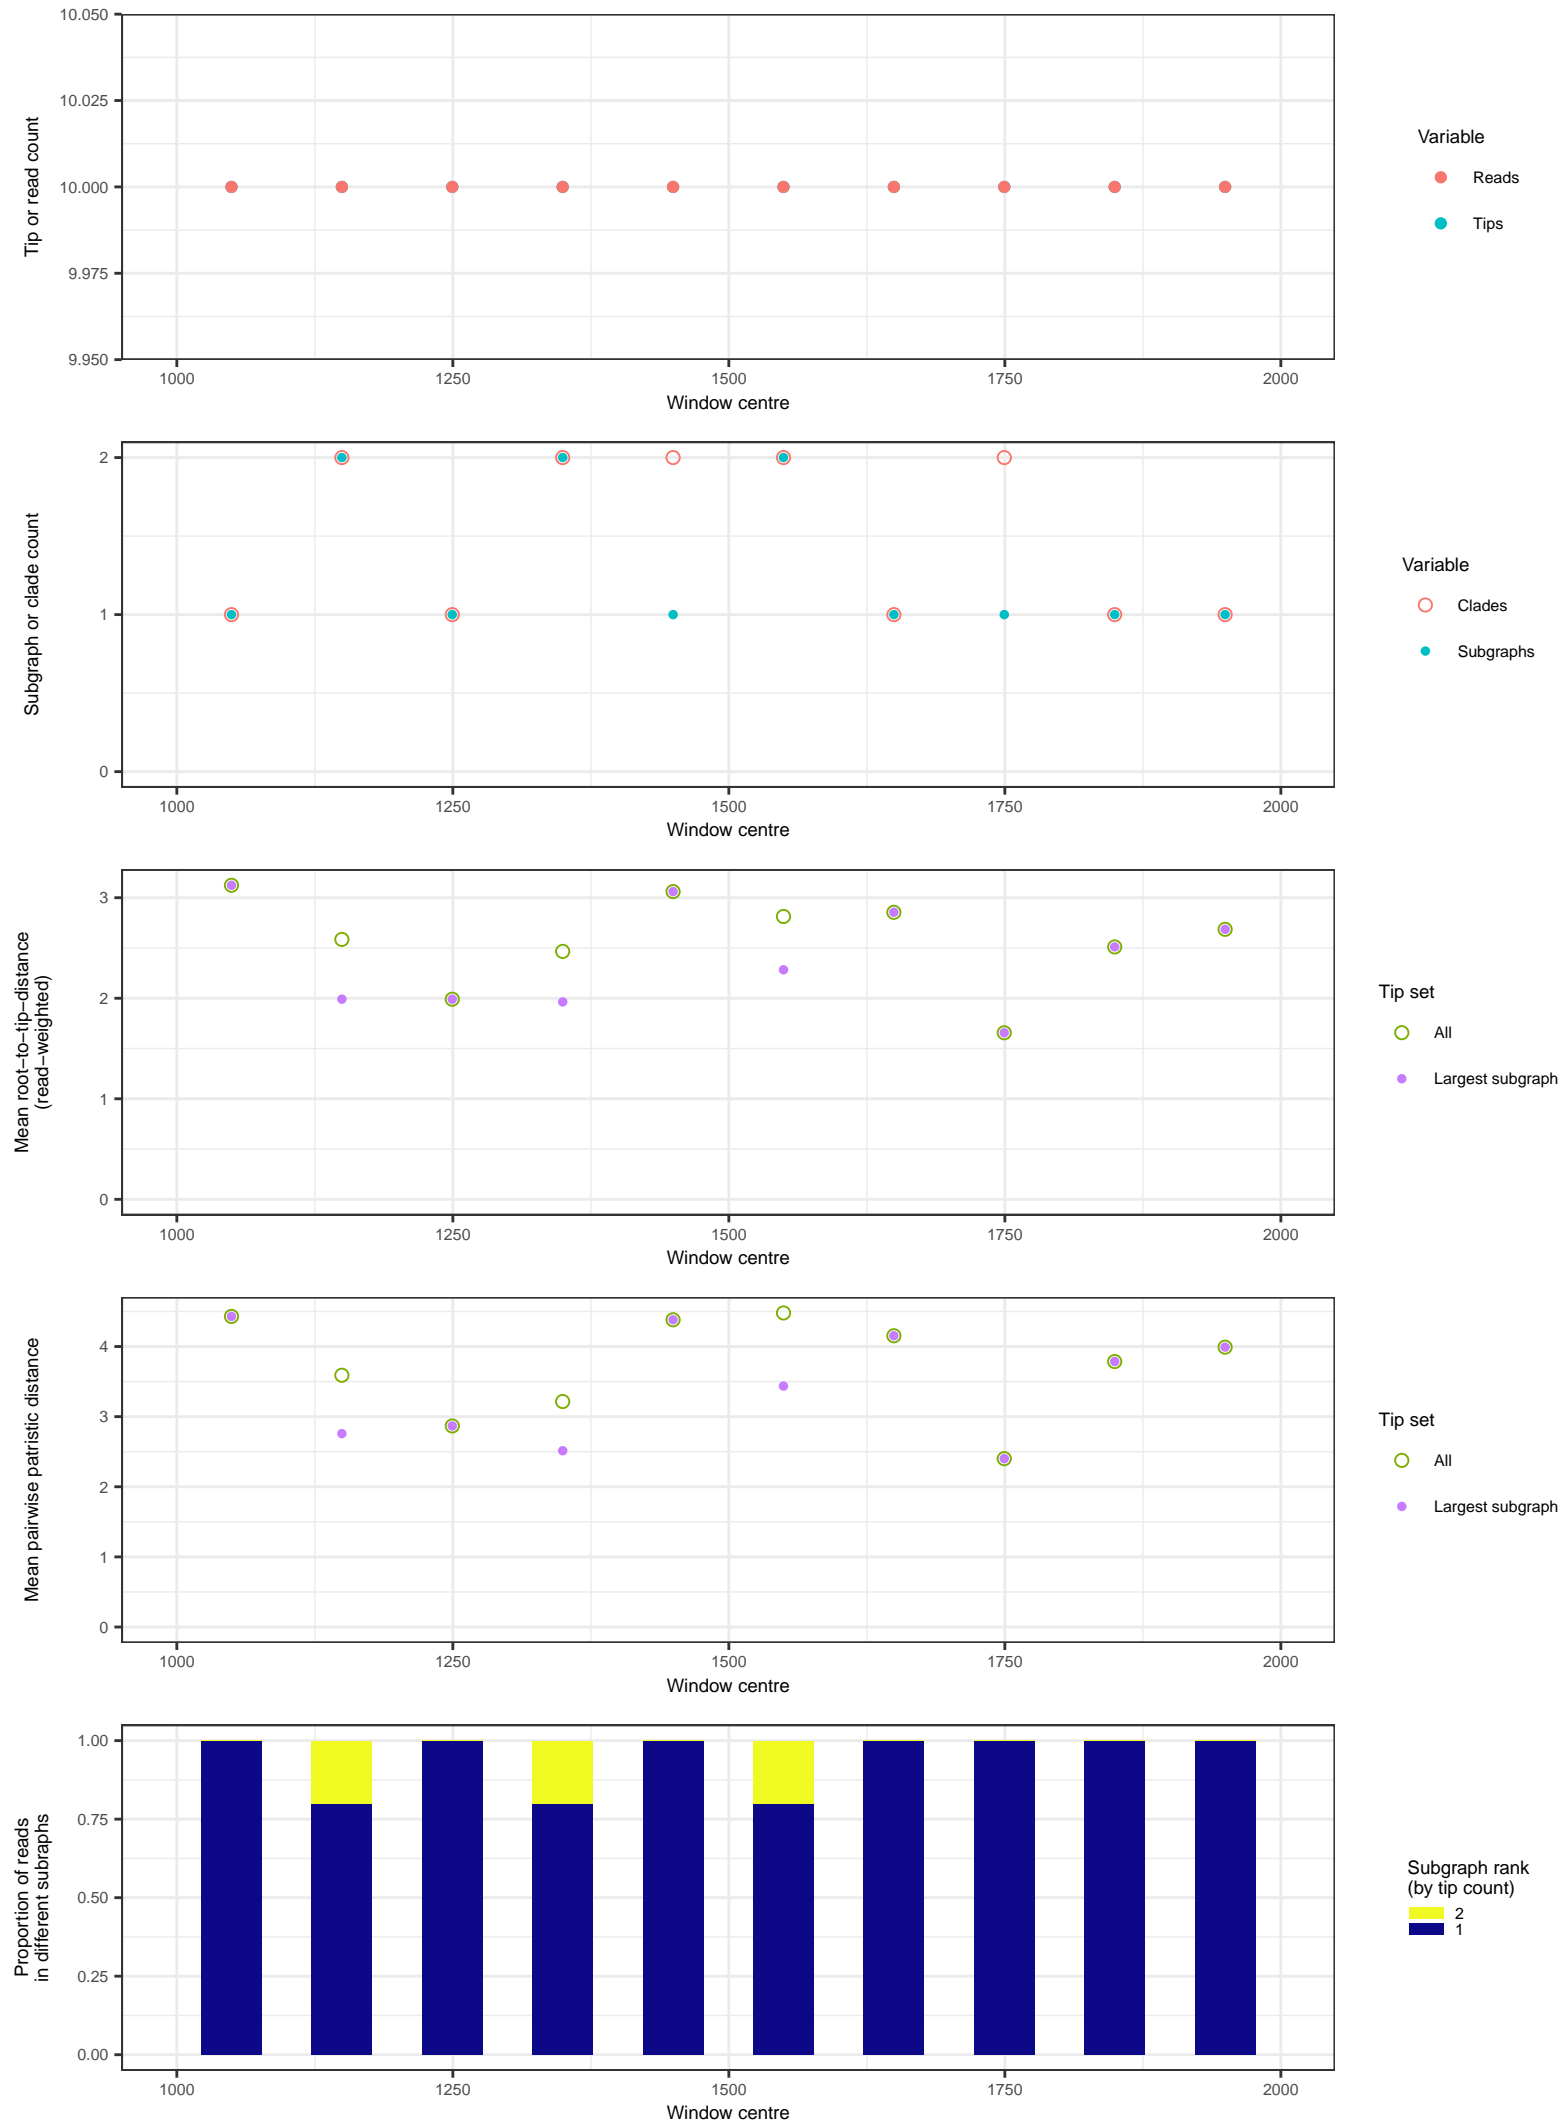 10.050
10.025
10.000
9.975
9.950
Tip or read count
1000 1250 1500 1750 2000
Window centre
Variable
Reads
Tips
2
1
0
Subgraph or clade count
1000 1250 1500 1750 2000
Window centre
Variable
Clades
Subgraphs
3
2
1
0
Mean root−to−tip−distance
(read−weighted)
1000 1250 1500 1750 2000
Window centre
Tip set
All
Largest subgraph
4
3
2
1
0
Mean pairwise patristic distance
1000 1250 1500 1750 2000
Window centre
Tip set
All
Largest subgraph
1.00
0.75
0.50
0.25
0.00
Proportion of reads
in different subraphs
1000 1250 1500 1750 2000
Window centre
Subgraph rank
(by tip count)
2
1